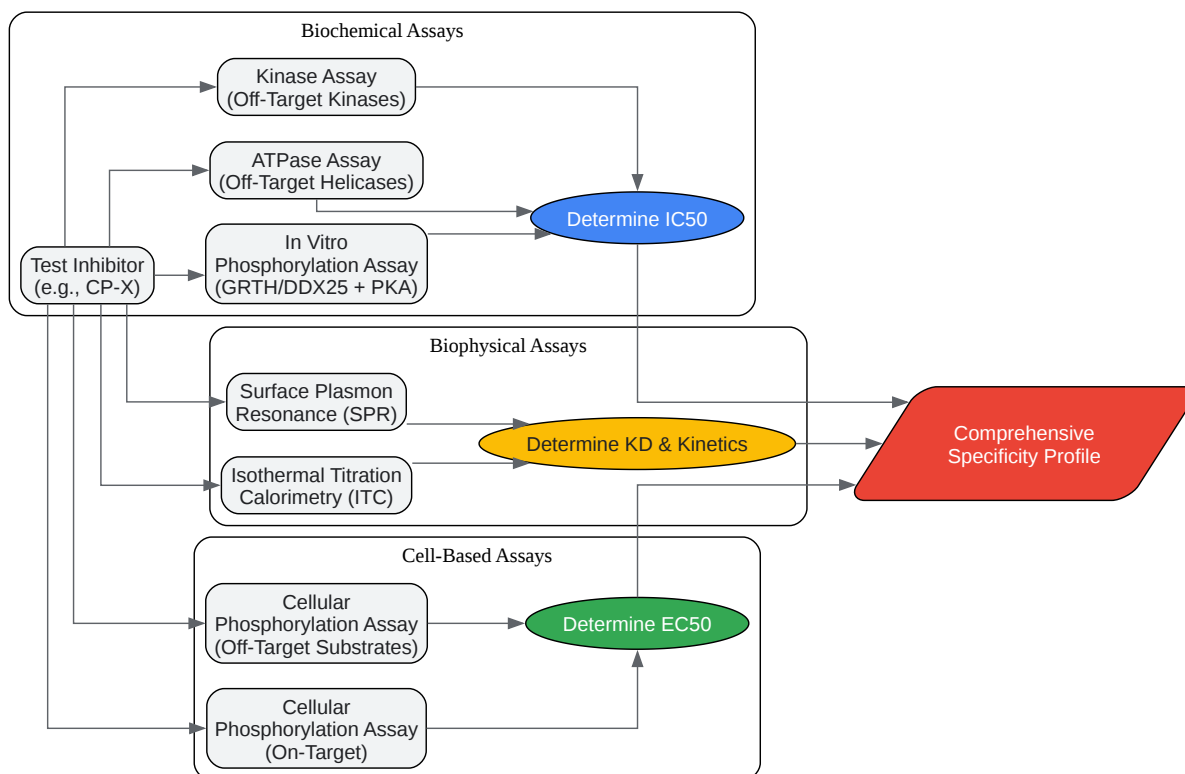 Biochemical Assays
Kinase Assay
(Off-Target Kinases)
ATPase Assay
(Off-Target Helicases)
Determine IC50
In Vitro
Phosphorylation Assay
(GRTH/DDX25 + PKA)
Test Inhibitor
(e.g., CP-X)
Biophysical Assays
Surface Plasmon
Resonance (SPR)
Determine KD & Kinetics
Isothermal Titration
Calorimetry (ITC)
Comprehensive
Specificity Profile
Cell-Based Assays
Cellular
Phosphorylation Assay
(Off-Target Substrates)
Determine EC50
Cellular
Phosphorylation Assay
(On-Target)